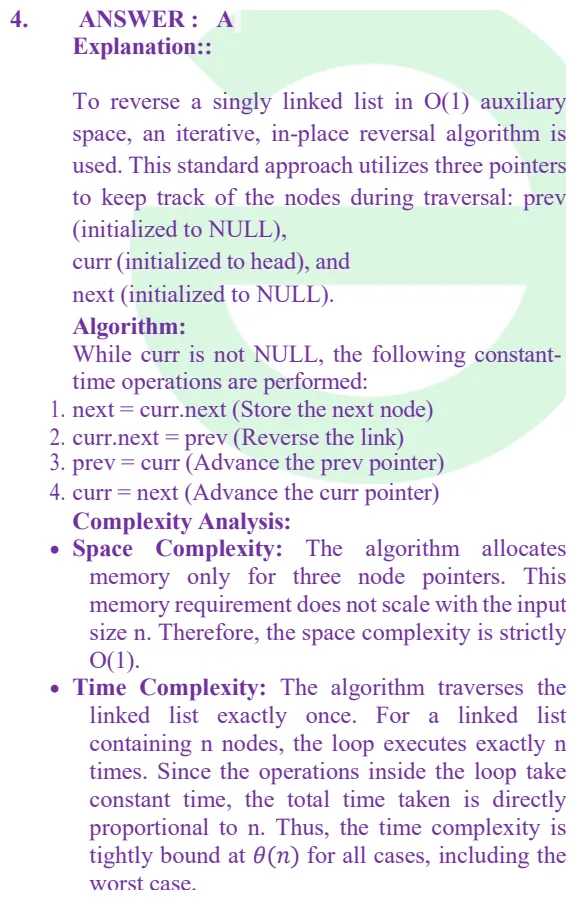 4. ANSWER : A
Explanation::
To reverse a singly linked list in O(1) auxiliary
space, an iterative, in-place reversal algorithm is
used. This standard approach utilizes three pointers
to keep track of the nodes during traversal: prev
(initialized to NULL),
curr (initialized to head), and
next (initialized to NULL).
Algorithm:
While curr is not NULL, the following constant-
time operations are performed:
1. next = curr.next (Store the next node)
2. curr.next = prev (Reverse the link)
3. prev = curr (Advance the prev pointer)
4. curr = next (Advance the curr pointer)
Complexity Analysis:
• Space Complexity: The algorithm allocates
memory only for three node pointers. This
memory requirement does not scale with the input
size n. Therefore, the space complexity is strictly
O(1).
• Time Complexity: The algorithm traverses the
linked list exactly once. For a linked list
containing n nodes, the loop executes exactly n
times. Since the operations inside the loop take
constant time, the total time taken is directly
proportional to n. Thus, the time complexity is
tightly bound at 𝜃(𝑛) for all cases, including the
worst case.